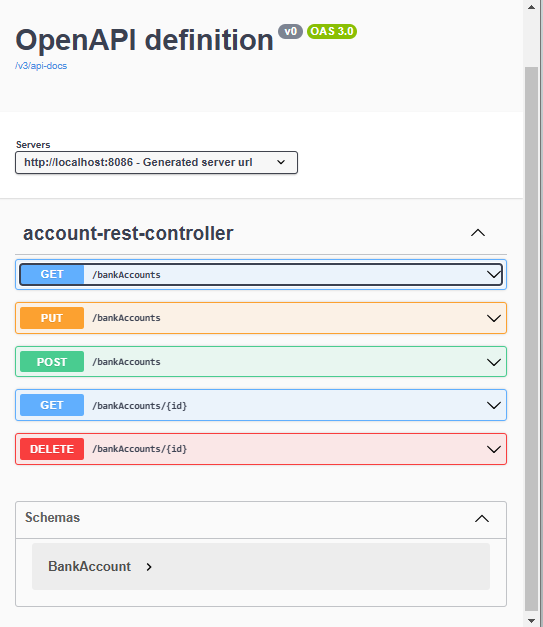 OpenAPI definition v0 OAS 3.0
/v3/api-docs
Servers
http://localhost:8086 - Generated server url
account-rest-controller
GET /bankAccounts
PUT /bankAccounts
POST /bankAccounts
GET /bankAccounts/{id}
DELETE /bankAccounts/{id}
Schemas
BankAccount